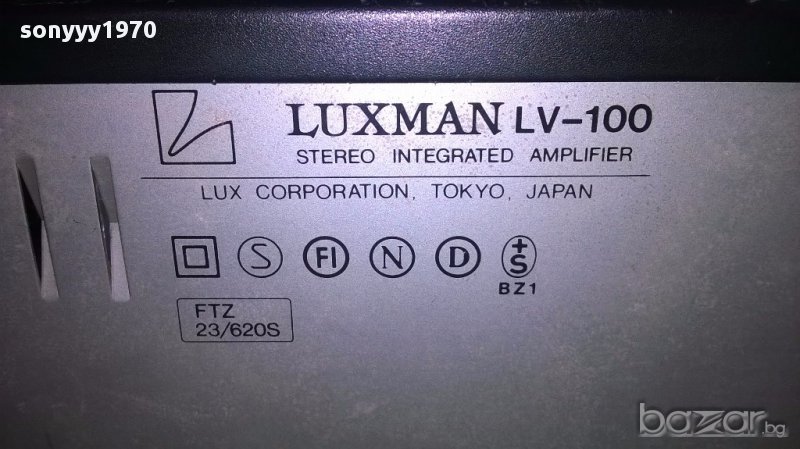 sonyyy1970
LUXMAN LV-100
STEREO INTEGRATED AMPLIFIER
LUX CORPORATION, TOKYO, JAPAN
S FI N D +S
BZ1
FTZ
23/620S
bazar.bg